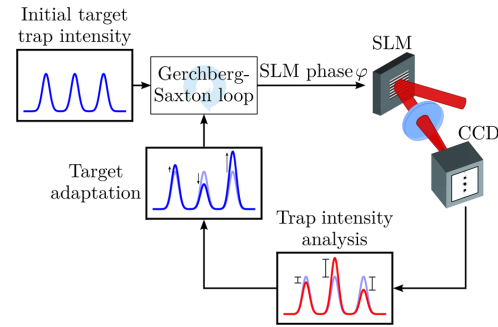 Initial target
trap intensity
Gerchberg-
Saxton loop
SLM phase φ
SLM
CCD
Target
adaptation
Trap intensity
analysis